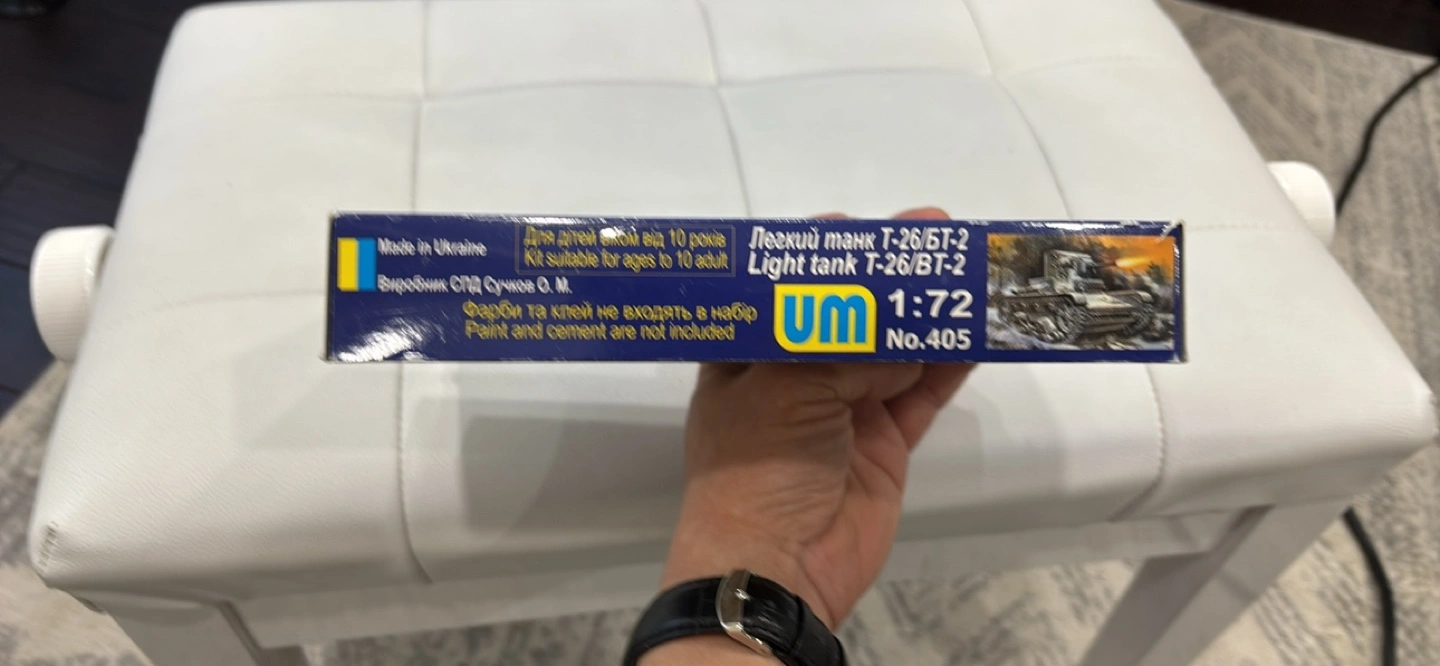 Made in Ukraine
Виробник СПД Сучков О. М.
Для дітей віком від 10 років
Kit suitable for ages to 10 adult
Фарби та клей не входять в набір
Paint and cement are not included
Легкий танк Т-26/БТ-2
Light tank T-26/BT-2
um
1:72
No.405